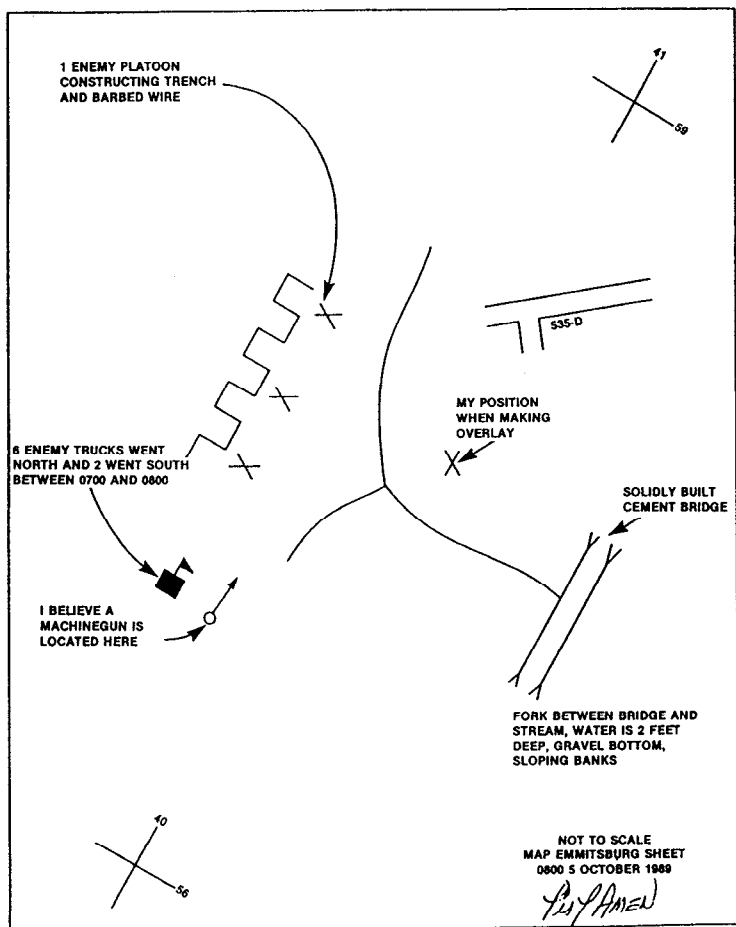 1 ENEMY PLATOON
CONSTRUCTING TRENCH
AND BARBED WIRE
41
59
S35-D
MY POSITION
WHEN MAKING
OVERLAY
6 ENEMY TRUCKS WENT
NORTH AND 2 WENT SOUTH
BETWEEN 0700 AND 0800
SOLIDLY BUILT
CEMENT BRIDGE
I BELIEVE A
MACHINEGUN IS
LOCATED HERE
FORK BETWEEN BRIDGE AND
STREAM, WATER IS 2 FEET
DEEP, GRAVEL BOTTOM,
SLOPING BANKS
40
56
NOT TO SCALE
MAP EMMITSBURG SHEET
0800 5 OCTOBER 1989